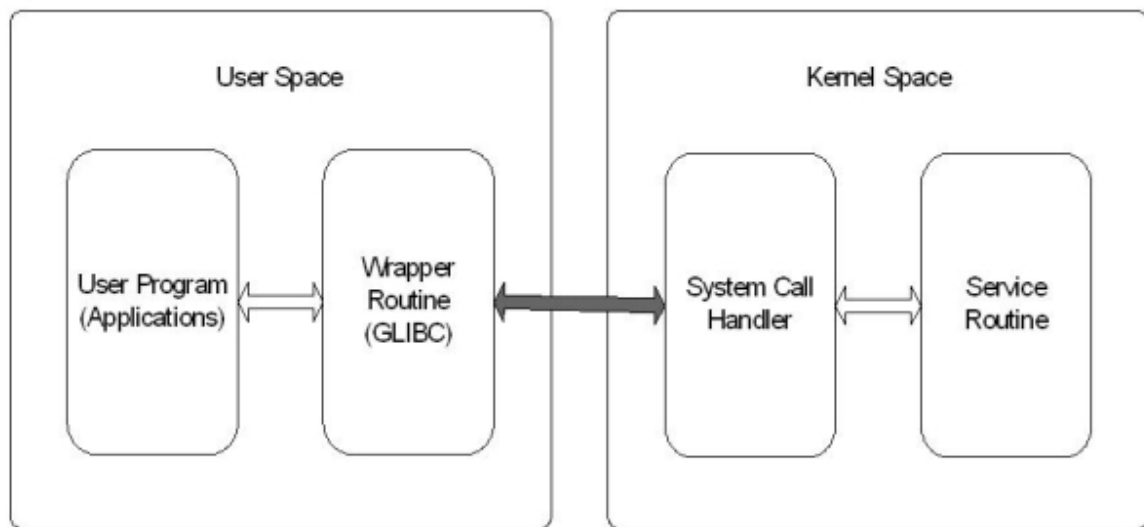 User Space
Kernel Space
User Program
(Applications)
Wrapper
Routine
(GLIBC)
System Call
Handler
Service
Routine